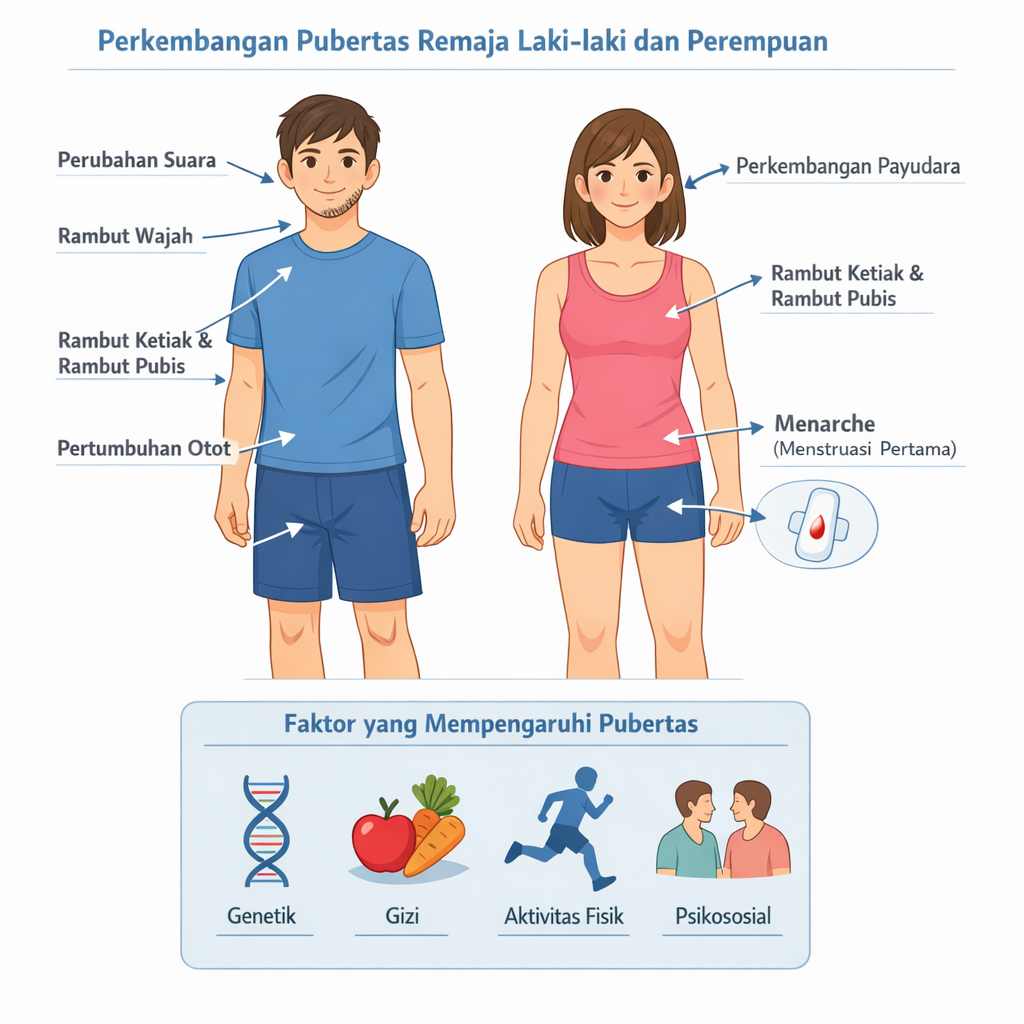 Perkembangan Pubertas Remaja Laki-laki dan Perempuan
Perubahan Suara
Rambut Wajah
Rambut Ketiak &
Rambut Pubis
Pertumbuhan Otot
Perkembangan Payudara
Rambut Ketiak &
Rambut Pubis
Menarche
(Menstruasi Pertama)
Faktor yang Mempengaruhi Pubertas
Genetik
Gizi
Aktivitas Fisik
Psikososial